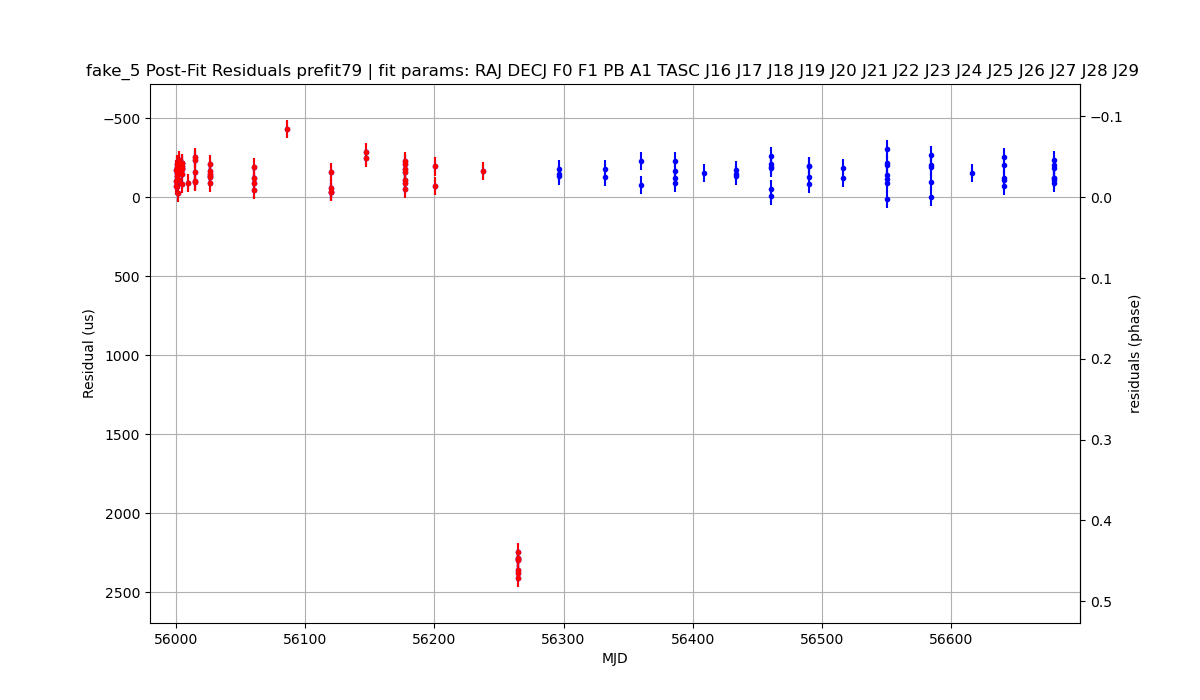 fake_5 Post-Fit Residuals prefit79 | fit params: RAJ DECJ F0 F1 PB A1 TASC J16 J17 J18 J19 J20 J21 J22 J23 J24 J25 J26 J27 J28 J29
−500
0
500
1000
1500
2000
2500
Residual (us)
−0.1
0.0
0.1
0.2
0.3
0.4
0.5
residuals (phase)
56000 56100 56200 56300 56400 56500 56600
MJD